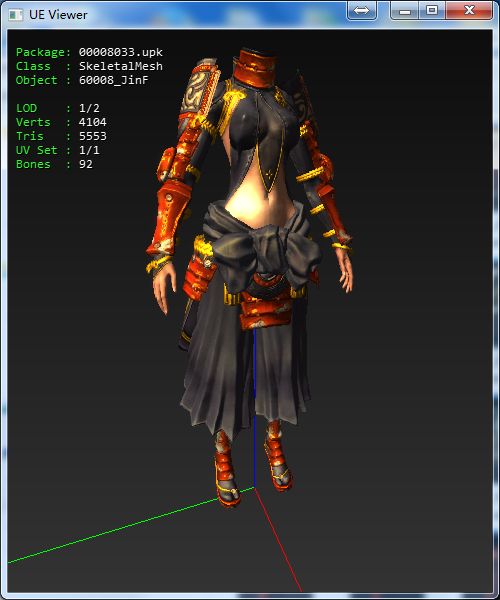 UE Viewer
Package: 00008033.upk
Class  : SkeletalMesh
Object : 60008_JinF
LOD    : 1/2
Verts  : 4104
Tris   : 5553
UV Set : 1/1
Bones  : 92